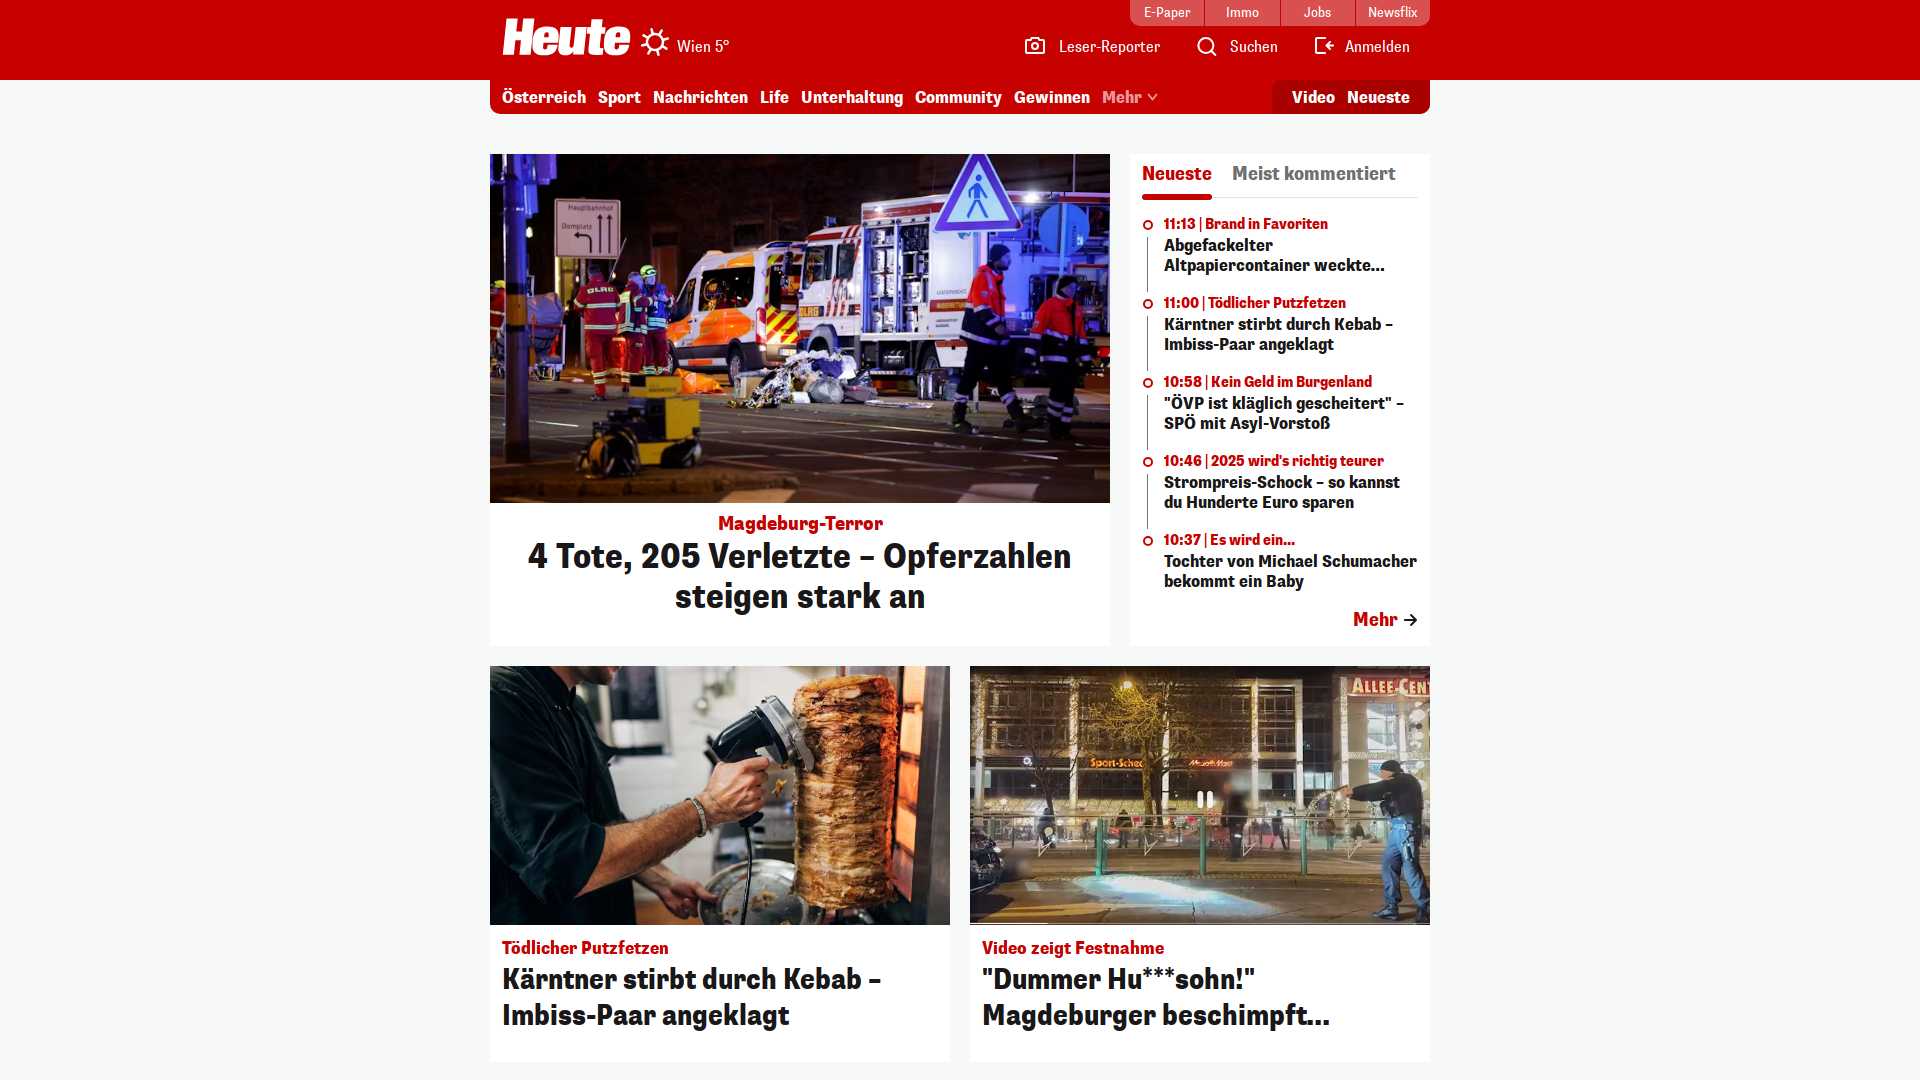 E-Paper
Immo
Jobs
Newsflix
Heute
Wien 5°
Leser-Reporter
Suchen
Anmelden
Österreich
Sport
Nachrichten
Life
Unterhaltung
Community
Gewinnen
Mehr
Video
Neueste
Hauptbahnhof
Domplatz
DLRG
DLRG
Magdeburg-Terror
4 Tote, 205 Verletzte – Opferzahlen
steigen stark an
Neueste
Meist kommentiert
11:13 | Brand in Favoriten
Abgefackelter
Altpapiercontainer weckte...
11:00 | Tödlicher Putzfetzen
Kärntner stirbt durch Kebab –
Imbiss-Paar angeklagt
10:58 | Kein Geld im Burgenland
"ÖVP ist kläglich gescheitert" –
SPÖ mit Asyl-Vorstoß
10:46 | 2025 wird's richtig teurer
Strompreis-Schock – so kannst
du Hunderte Euro sparen
10:37 | Es wird ein...
Tochter von Michael Schumacher
bekommt ein Baby
Mehr
Tödlicher Putzfetzen
Kärntner stirbt durch Kebab –
Imbiss-Paar angeklagt
ALLEE-CENT
Sport-Schec
Video zeigt Festnahme
"Dummer Hu***sohn!"
Magdeburger beschimpft...